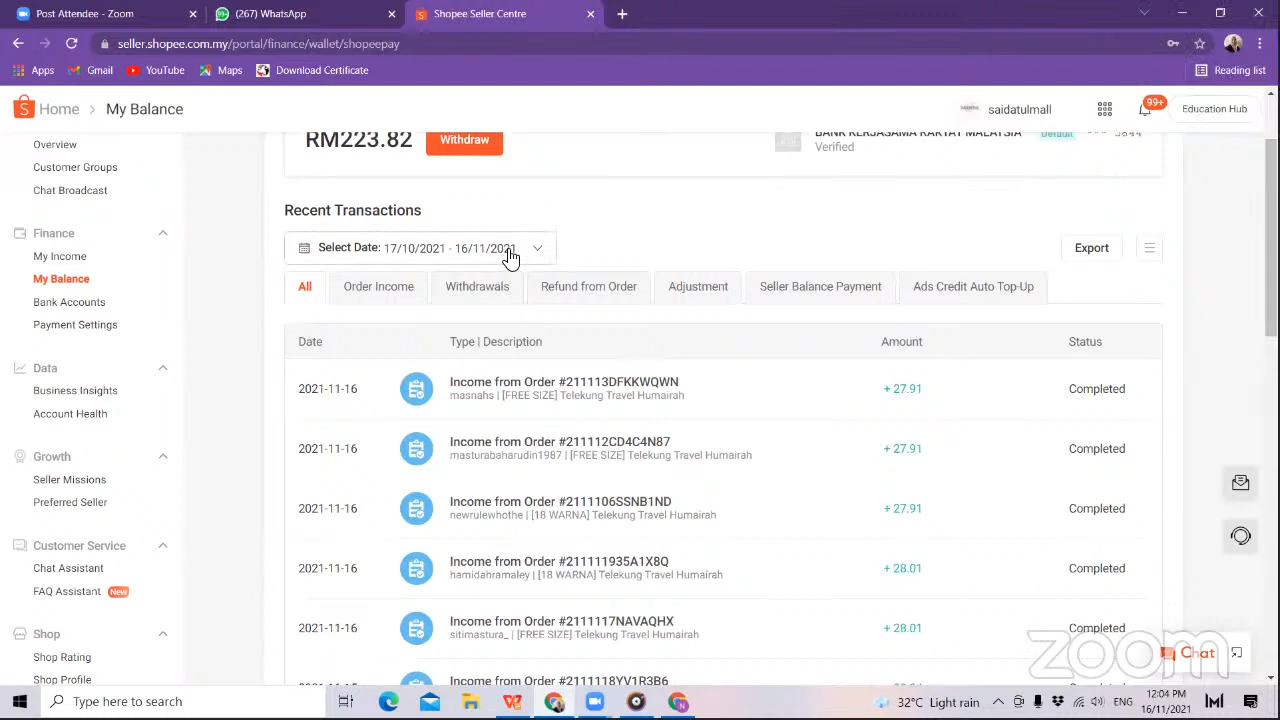 Post Attendee - Zoom
(267) WhatsApp
Shopee Seller Centre
seller.shopee.com.my/portal/finance/wallet/shopeepay
Apps
Gmail
YouTube
Maps
Download Certificate
Reading list
Home > My Balance
saidatulmall
99+
Education Hub
Overview
Customer Groups
Chat Broadcast
Finance
My Income
My Balance
Bank Accounts
Payment Settings
Data
Business Insights
Account Health
Growth
Seller Missions
Preferred Seller
Customer Service
Chat Assistant
FAQ Assistant New
Shop
Shop Rating
Shop Profile
RM223.82
Withdraw
BANK KERJASAMA RAKYAT MALAYSIA
Default
Verified
Recent Transactions
Select Date: 17/10/2021 - 16/11/2021
Export
All
Order Income
Withdrawals
Refund from Order
Adjustment
Seller Balance Payment
Ads Credit Auto Top-Up
Date
Type | Description
Amount
Status
2021-11-16
Income from Order #211113DFKKWQWN
masnahs | [FREE SIZE] Telekung Travel Humairah
+ 27.91
Completed
2021-11-16
Income from Order #211112CD4C4N87
masturabaharudin1987 | [FREE SIZE] Telekung Travel Humairah
+ 27.91
Completed
2021-11-16
Income from Order #2111106SSNB1ND
newrulewhothe | [18 WARNA] Telekung Travel Humairah
+ 27.91
Completed
2021-11-16
Income from Order #211111935A1X8Q
hamidahramaley | [18 WARNA] Telekung Travel Humairah
+ 28.01
Completed
2021-11-16
Income from Order #2111117NAVAQHX
sitimastura_ | [FREE SIZE] Telekung Travel Humairah
+ 28.01
Completed
Income from Order #2111118YV1R3B6
Chat
zoom
Type here to search
32°C Light rain
ENG
12:04 PM
16/11/2021